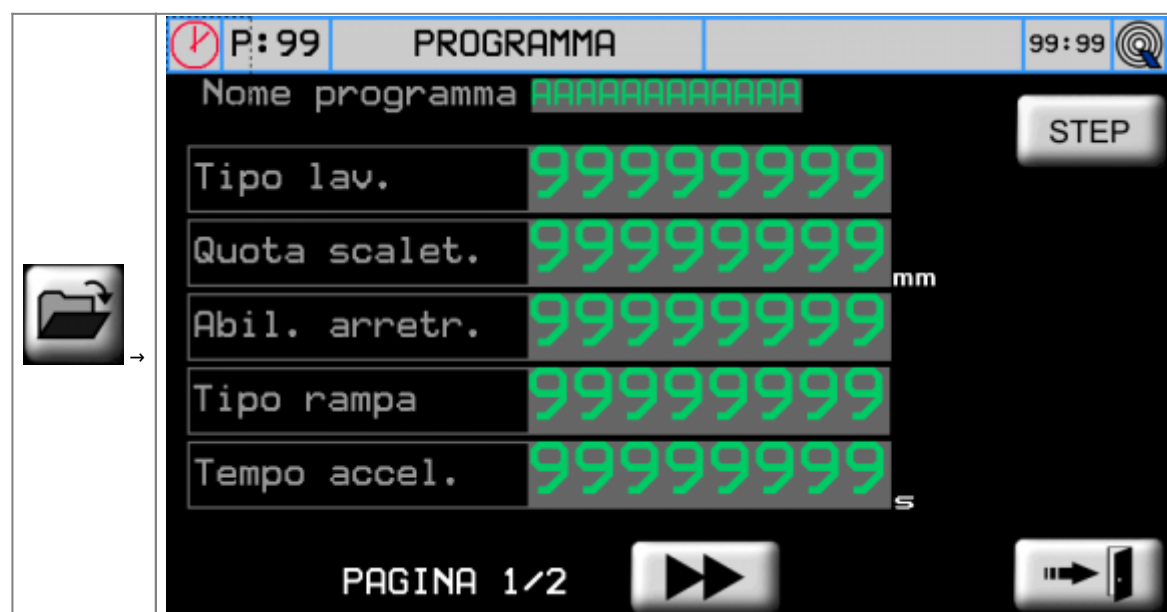 P:99 PROGRAMMA 99:99
Nome programma AAAAAAAAAAAA
STEP
Tipo lav. 99999999
Quota scalet. 99999999 mm
Abil. arretr. 99999999
Tipo rampa 99999999
Tempo accel. 99999999 s
→
PAGINA 1/2